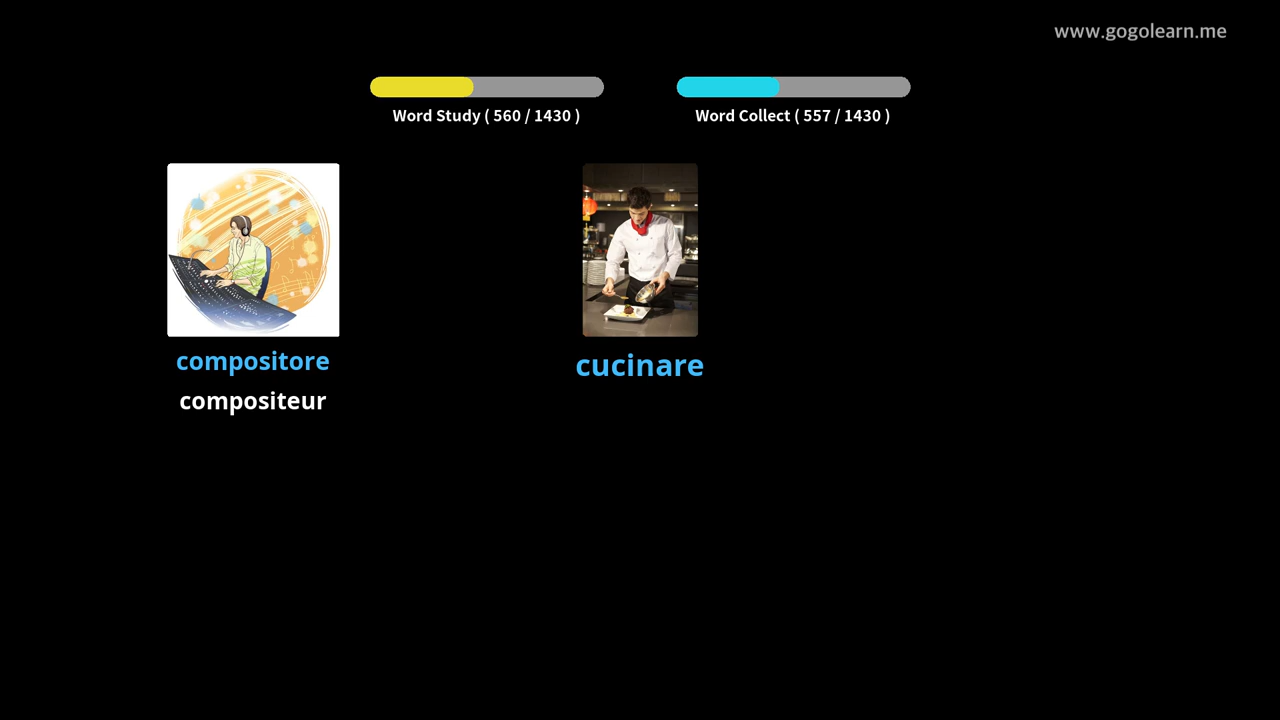 www.gogolearn.me
Word Study ( 560 / 1430 )
Word Collect ( 557 / 1430 )
compositore
compositeur
cucinare